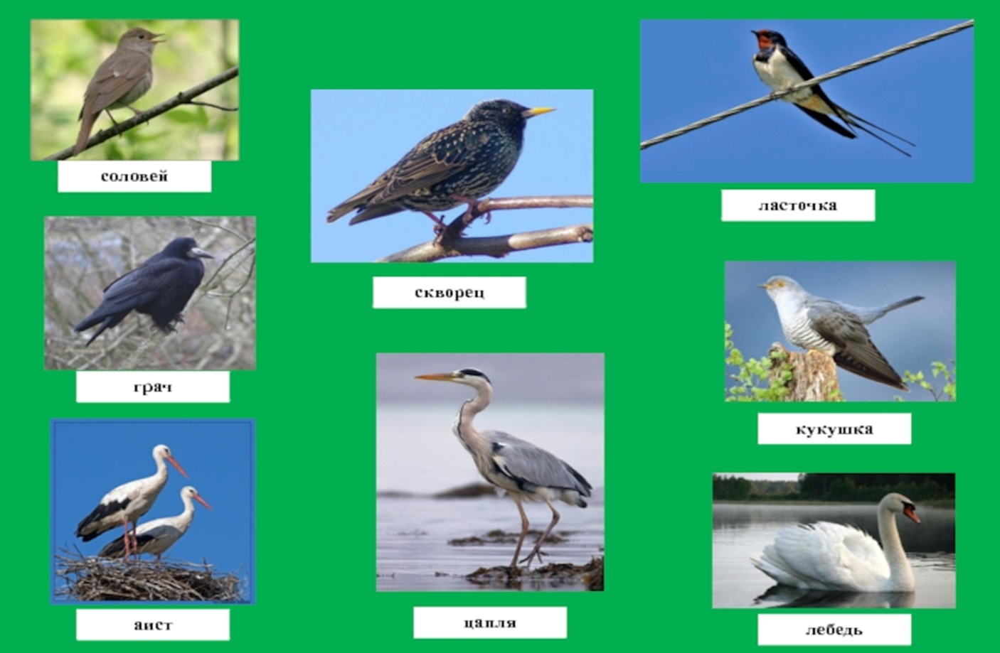 соловей
скворец
ласточка
грач
кукушка
аист
цапля
лебедь